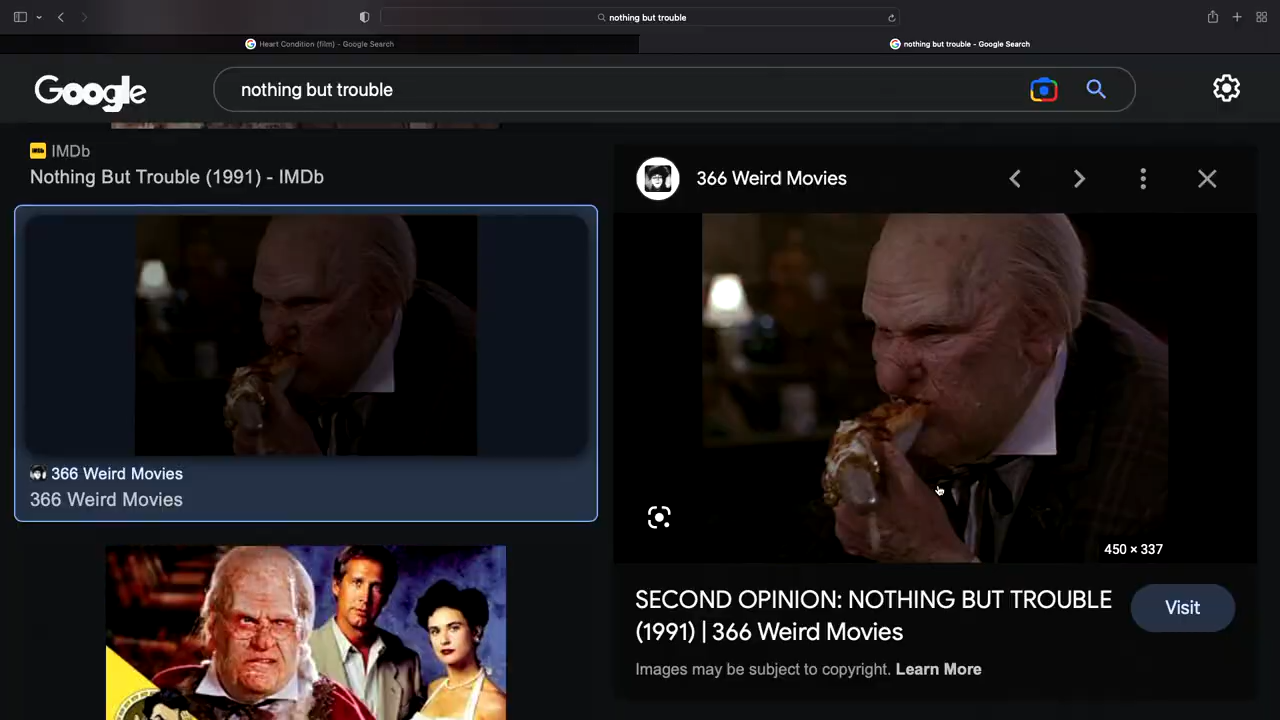 nothing but trouble
Heart Condition (film) - Google Search
nothing but trouble - Google Search
Google
nothing but trouble
IMDb
Nothing But Trouble (1991) - IMDb
366 Weird Movies
366 Weird Movies
366 Weird Movies
450 × 337
SECOND OPINION: NOTHING BUT TROUBLE
(1991) | 366 Weird Movies
Visit
Images may be subject to copyright. Learn More